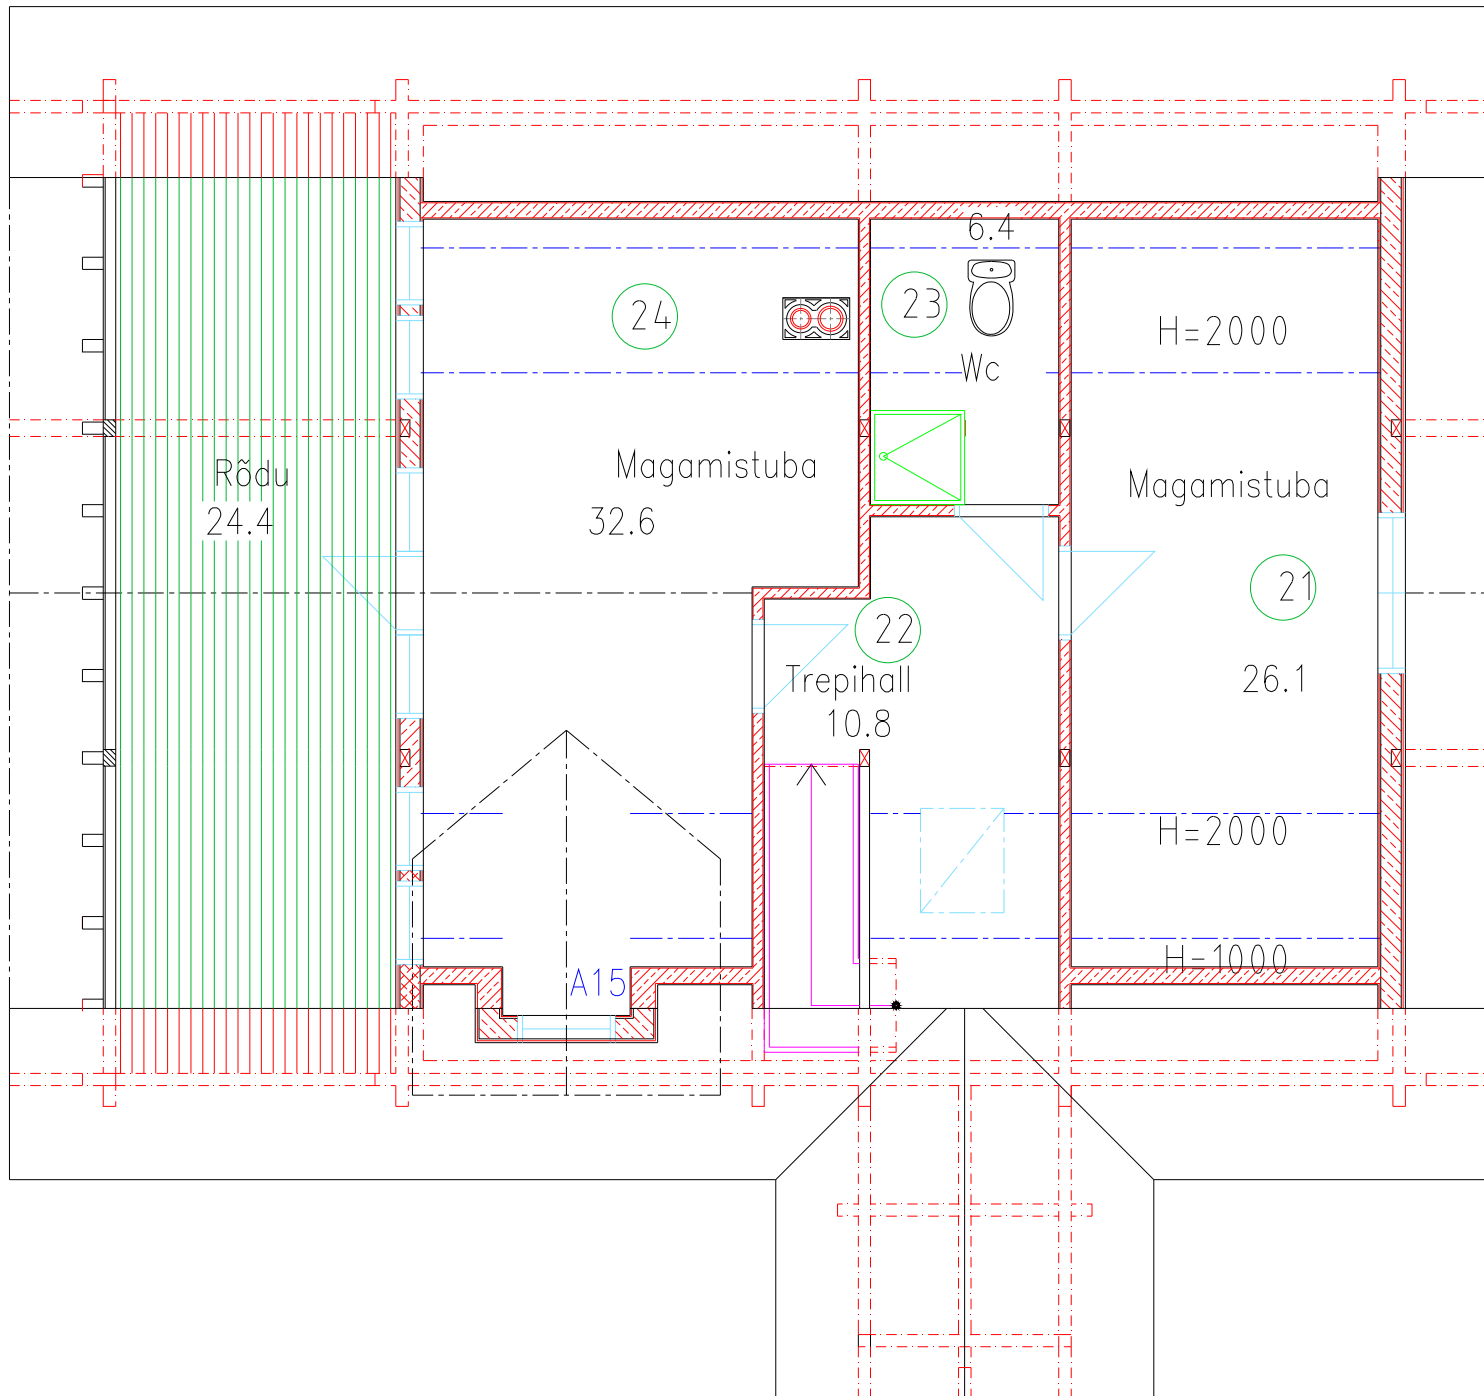 6.4
24
23
H=2000
Wc
Rõdu
24.4
Magamistuba
32.6
Magamistuba
21
26.1
22
Trepihall
10.8
H=2000
H-1000
A15